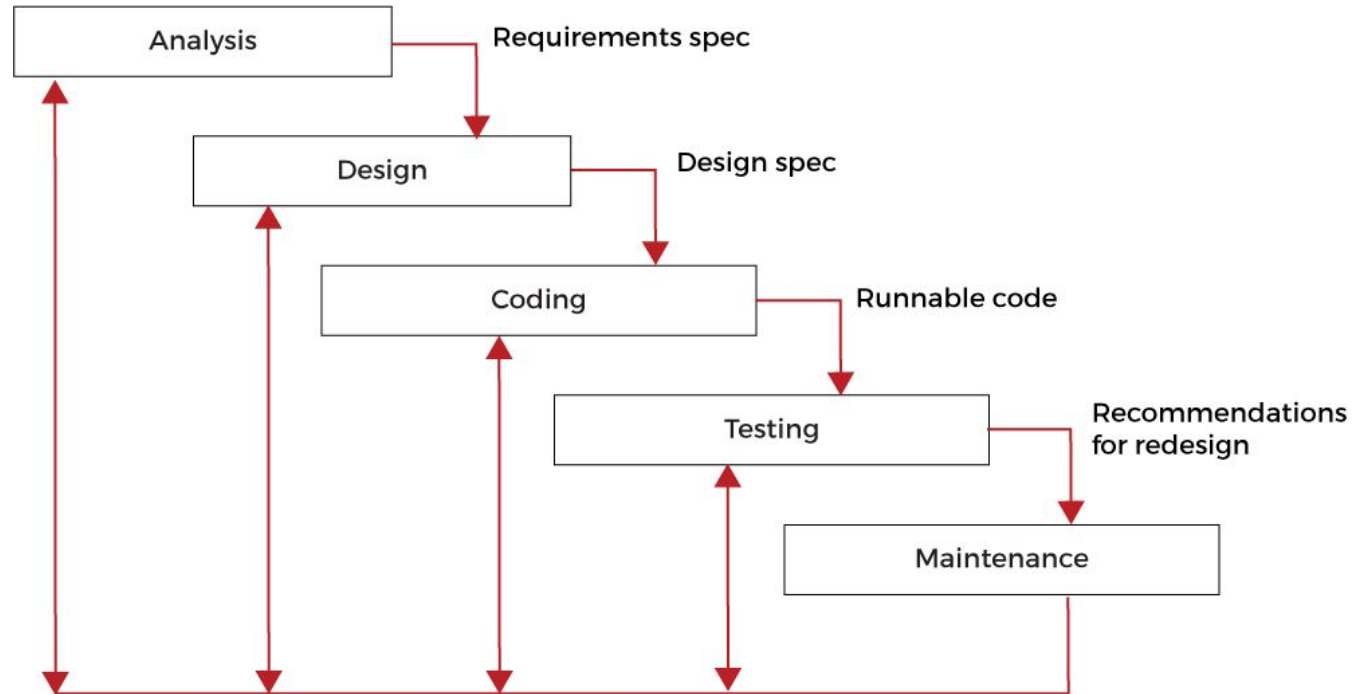 Analysis
Requirements spec
Design
Design spec
Coding
Runnable code
Testing
Recommendations
for redesign
Maintenance